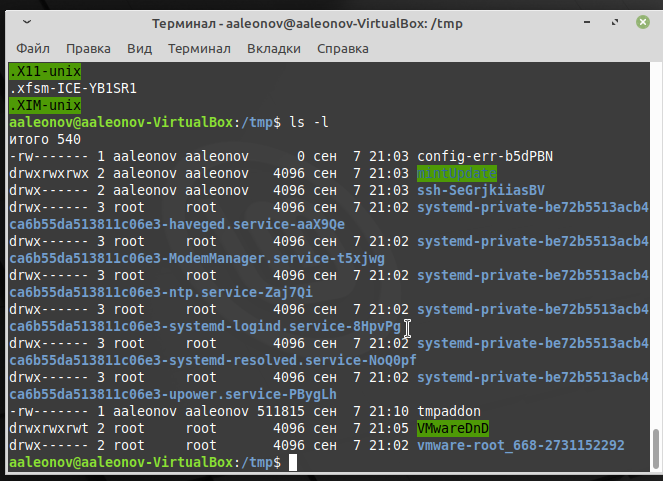 Терминал - aaleonov@aaleonov-VirtualBox: /tmp
Файл Правка Вид Терминал Вкладки Справка
.X11-unix
.xfsm-ICE-YB1SR1
.XIM-unix
aaleonov@aaleonov-VirtualBox:/tmp$ ls -l
итого 540
-rw------- 1 aaleonov aaleonov      0 сен  7 21:03 config-err-b5dPBN
drwxrwxrwx 2 aaleonov aaleonov   4096 сен  7 21:03 mintUpdate
drwx------ 2 aaleonov aaleonov   4096 сен  7 21:03 ssh-SeGrjkiiasBV
drwx------ 3 root     root       4096 сен  7 21:02 systemd-private-be72b5513acb4
ca6b55da513811c06e3-haveged.service-aaX9Qe
drwx------ 3 root     root       4096 сен  7 21:02 systemd-private-be72b5513acb4
ca6b55da513811c06e3-ModemManager.service-t5xjwg
drwx------ 3 root     root       4096 сен  7 21:02 systemd-private-be72b5513acb4
ca6b55da513811c06e3-ntp.service-Zaj7Qi
drwx------ 3 root     root       4096 сен  7 21:02 systemd-private-be72b5513acb4
ca6b55da513811c06e3-systemd-logind.service-8HpvPg
drwx------ 3 root     root       4096 сен  7 21:02 systemd-private-be72b5513acb4
ca6b55da513811c06e3-systemd-resolved.service-NoQ0pf
drwx------ 3 root     root       4096 сен  7 21:02 systemd-private-be72b5513acb4
ca6b55da513811c06e3-upower.service-PBygLh
-rw------- 1 aaleonov aaleonov 511815 сен  7 21:10 tmpaddon
drwxrwxrwt 2 root     root       4096 сен  7 21:05 VMwareDnD
drwx------ 2 root     root       4096 сен  7 21:02 vmware-root_668-2731152292
aaleonov@aaleonov-VirtualBox:/tmp$